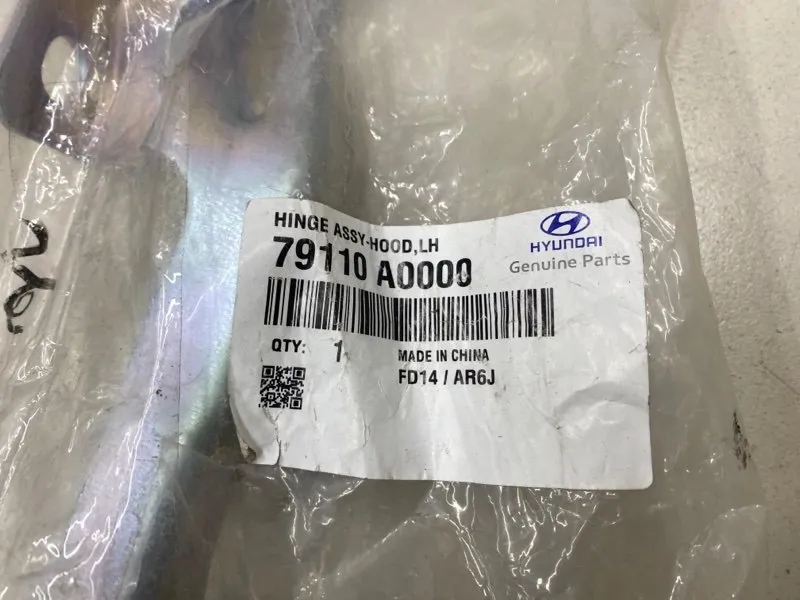 HINGE ASSY-HOOD,LH
79110 A0000
HYUNDAI
Genuine Parts
QTY: 1
MADE IN CHINA
FD14 / AR6J